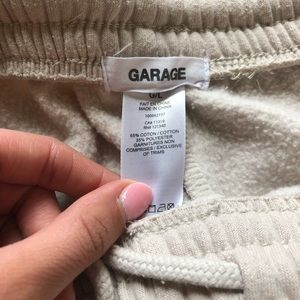 GARAGE
G/L
FAIT EN CHINE
MADE IN CHINA
65% COTON / COTTON
35% POLYESTER
GARNITURES NON
COMPRISES / EXCLUSIVE
OF TRIMS